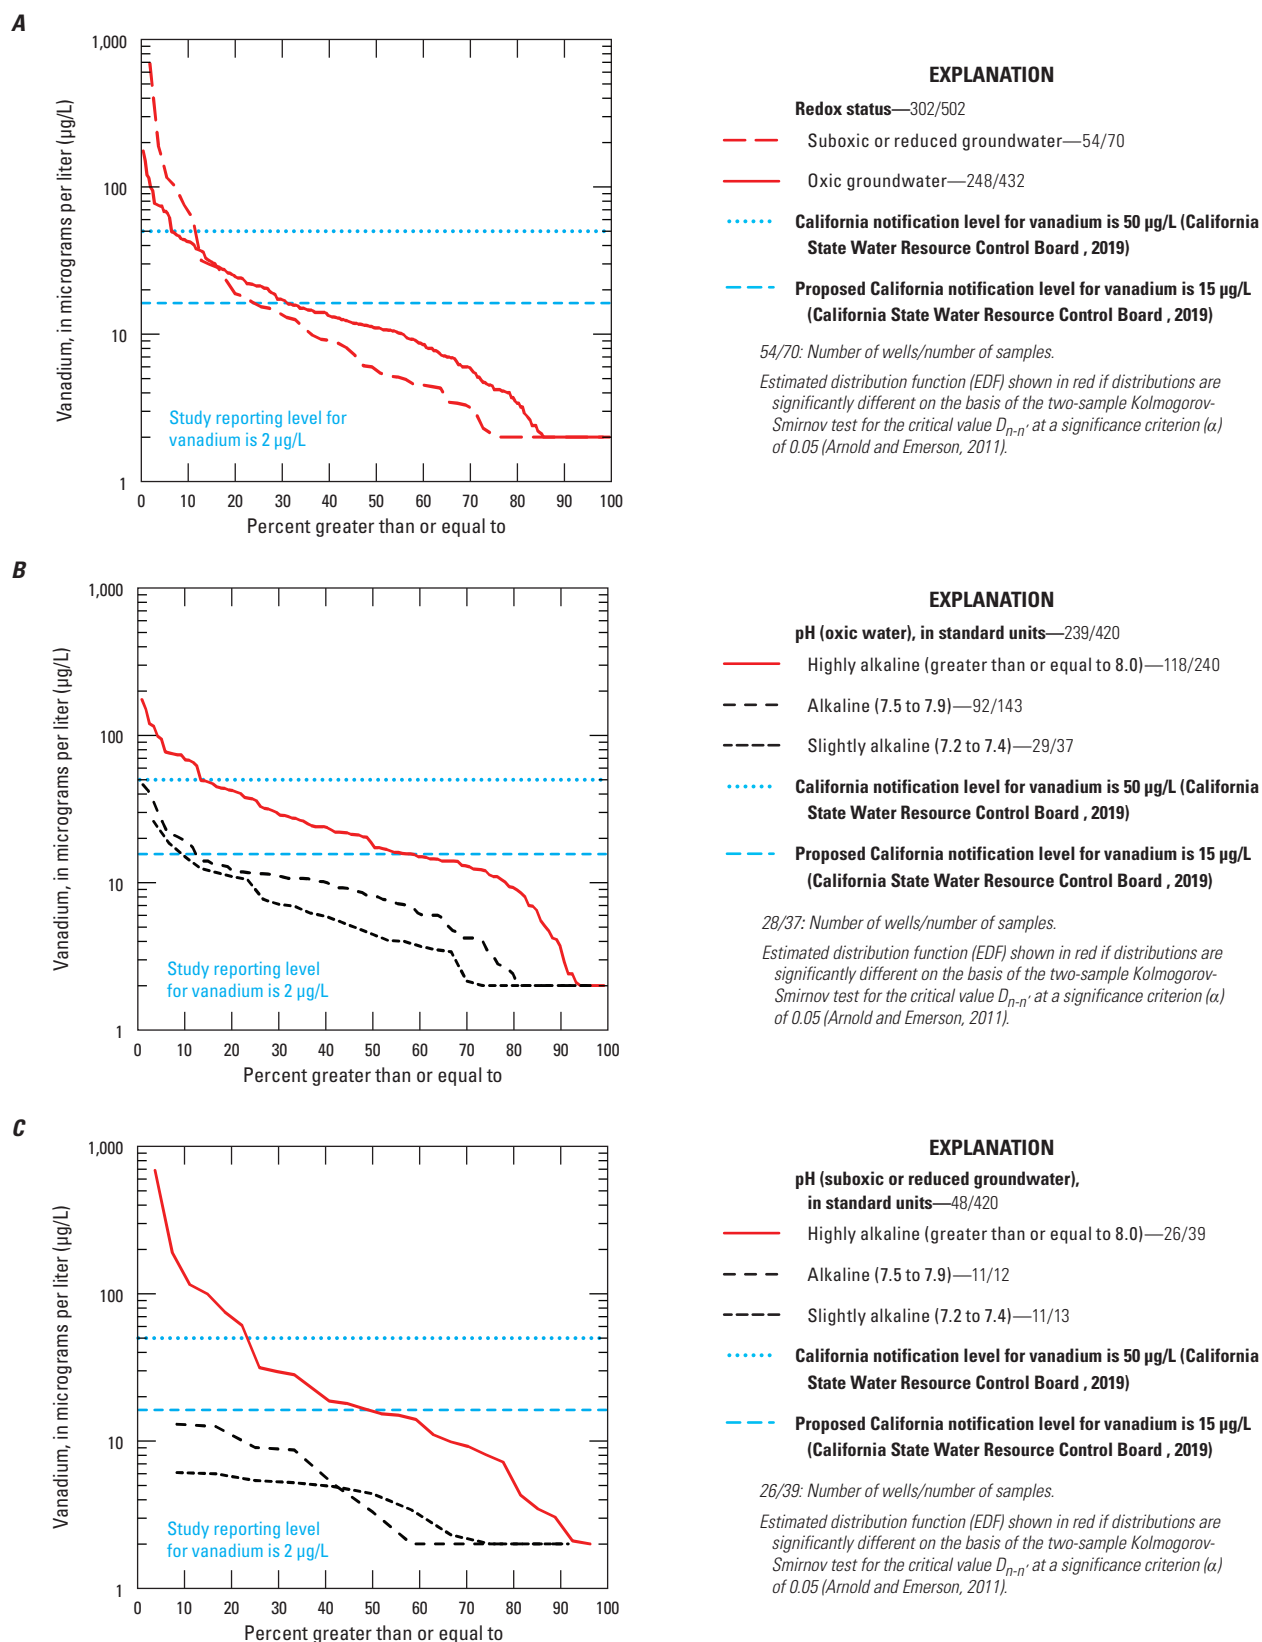 A
1,000
100
10
1
Vanadium, in micrograms per liter (µg/L)
Study reporting level for
vanadium is 2 µg/L
0 10 20 30 40 50 60 70 80 90 100
Percent greater than or equal to
EXPLANATION
Redox status—302/502
Suboxic or reduced groundwater—54/70
Oxic groundwater—248/432
California notification level for vanadium is 50 µg/L (California
State Water Resource Control Board , 2019)
Proposed California notification level for vanadium is 15 µg/L
(California State Water Resource Control Board , 2019)
54/70: Number of wells/number of samples.
Estimated distribution function (EDF) shown in red if distributions are
significantly different on the basis of the two-sample Kolmogorov-
Smirnov test for the critical value Dn-n′ at a significance criterion (α)
of 0.05 (Arnold and Emerson, 2011).
B
1,000
100
10
1
Vanadium, in micrograms per liter (µg/L)
Study reporting level
for vanadium is 2 µg/L
0 10 20 30 40 50 60 70 80 90 100
Percent greater than or equal to
EXPLANATION
pH (oxic water), in standard units—239/420
Highly alkaline (greater than or equal to 8.0)—118/240
Alkaline (7.5 to 7.9)—92/143
Slightly alkaline (7.2 to 7.4)—29/37
California notification level for vanadium is 50 µg/L (California
State Water Resource Control Board , 2019)
Proposed California notification level for vanadium is 15 µg/L
(California State Water Resource Control Board , 2019)
28/37: Number of wells/number of samples.
Estimated distribution function (EDF) shown in red if distributions are
significantly different on the basis of the two-sample Kolmogorov-
Smirnov test for the critical value Dn-n′ at a significance criterion (α)
of 0.05 (Arnold and Emerson, 2011).
C
1,000
100
10
1
Vanadium, in micrograms per liter (µg/L)
Study reporting level
for vanadium is 2 µg/L
0 10 20 30 40 50 60 70 80 90 100
Percent greater than or equal to
EXPLANATION
pH (suboxic or reduced groundwater),
in standard units—48/420
Highly alkaline (greater than or equal to 8.0)—26/39
Alkaline (7.5 to 7.9)—11/12
Slightly alkaline (7.2 to 7.4)—11/13
California notification level for vanadium is 50 µg/L (California
State Water Resource Control Board , 2019)
Proposed California notification level for vanadium is 15 µg/L
(California State Water Resource Control Board , 2019)
26/39: Number of wells/number of samples.
Estimated distribution function (EDF) shown in red if distributions are
significantly different on the basis of the two-sample Kolmogorov-
Smirnov test for the critical value Dn-n′ at a significance criterion (α)
of 0.05 (Arnold and Emerson, 2011).